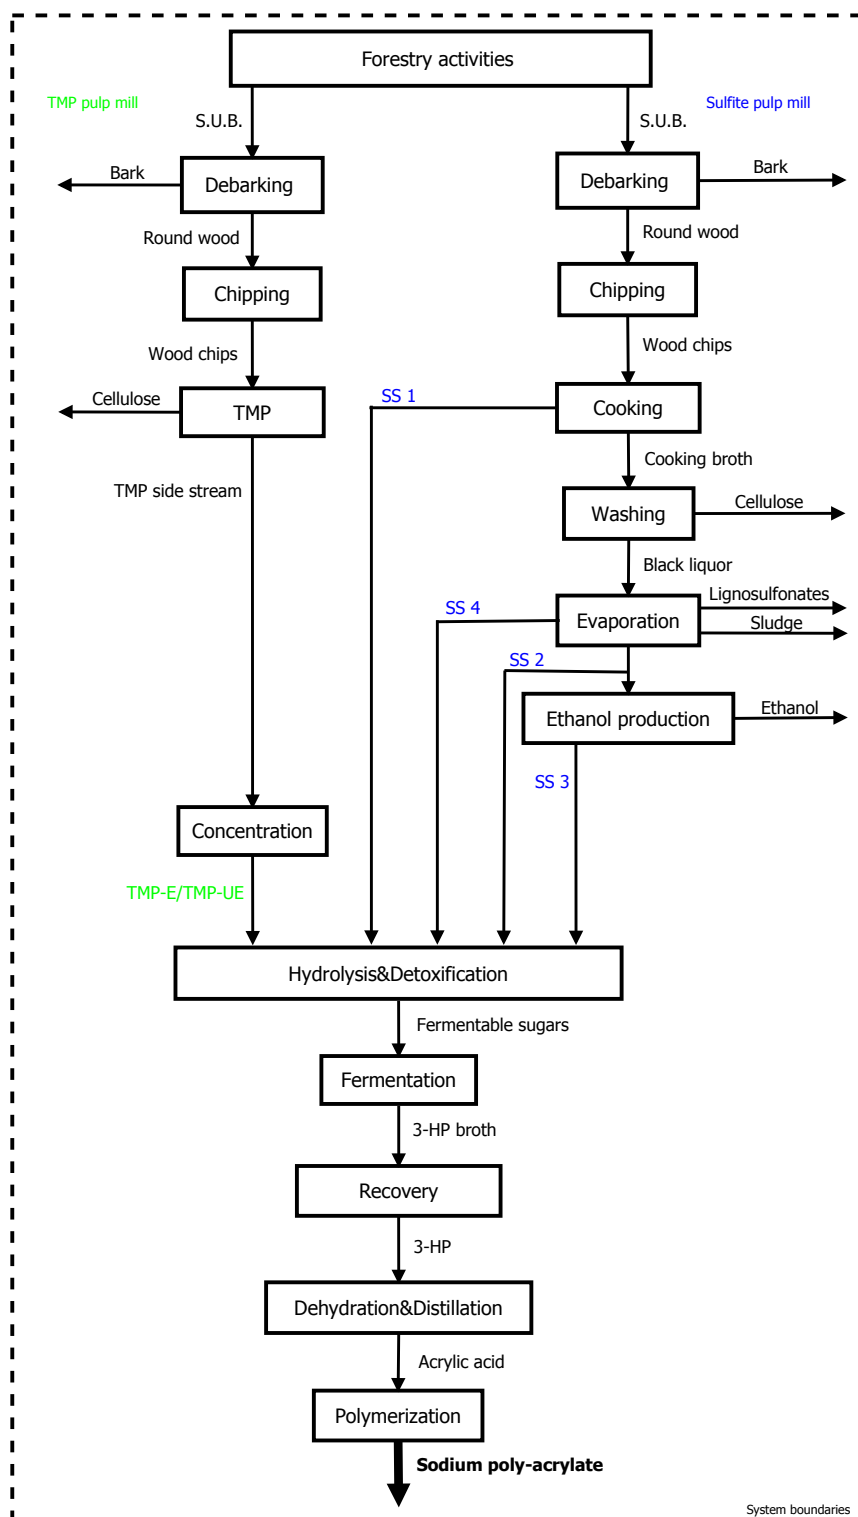 Forestry activities
TMP pulp mill
Sulfite pulp mill
S.U.B.
S.U.B.
Bark
Debarking
Debarking
Bark
Round wood
Round wood
Chipping
Chipping
Wood chips
Wood chips
Cellulose
TMP
SS 1
Cooking
Cooking broth
TMP side stream
Washing
Cellulose
Black liquor
SS 4
Evaporation
Lignosulfonates
Sludge
SS 2
Ethanol production
Ethanol
SS 3
Concentration
TMP-E/TMP-UE
Hydrolysis&Detoxification
Fermentable sugars
Fermentation
3-HP broth
Recovery
3-HP
Dehydration&Distillation
Acrylic acid
Polymerization
Sodium poly-acrylate
System boundaries